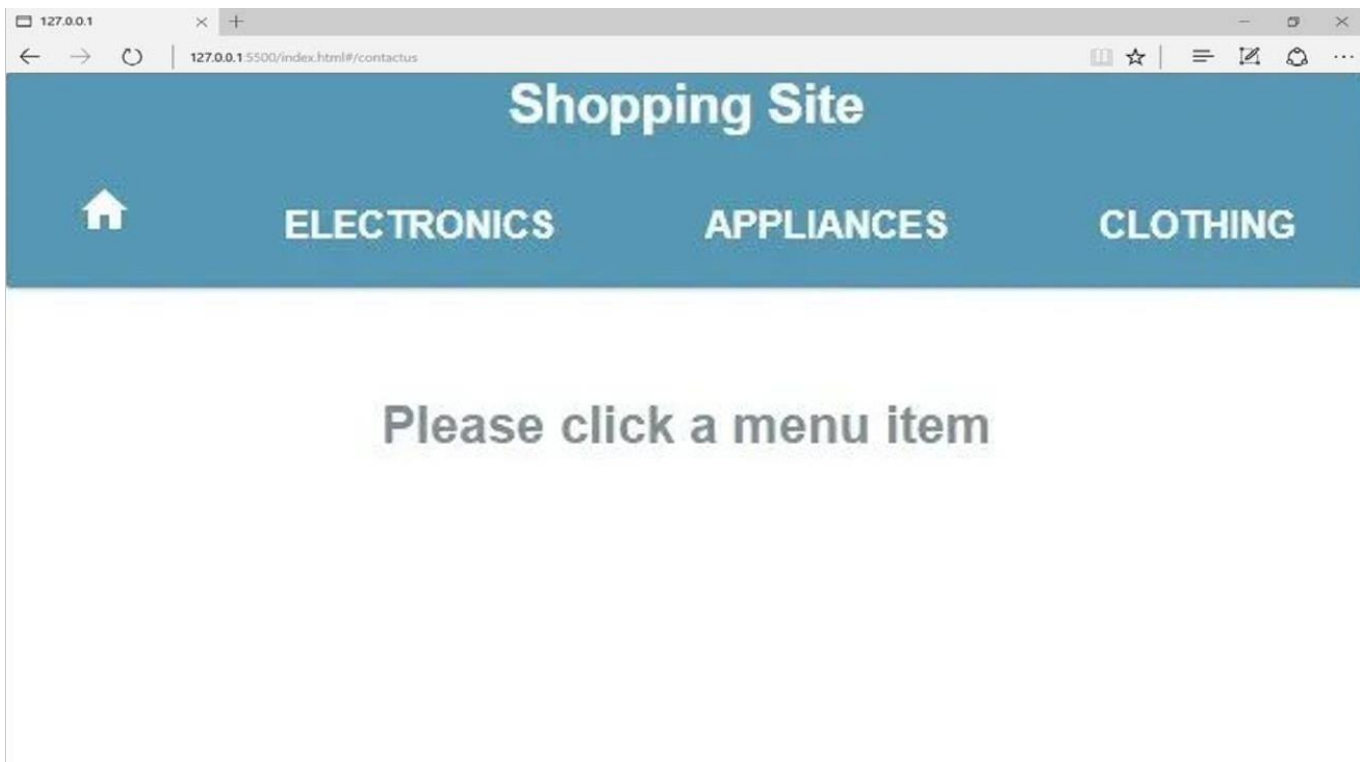 127.0.0.1
127.0.0.1:5500/index.html#/contactus
Shopping Site
ELECTRONICS APPLIANCES CLOTHING
Please click a menu item